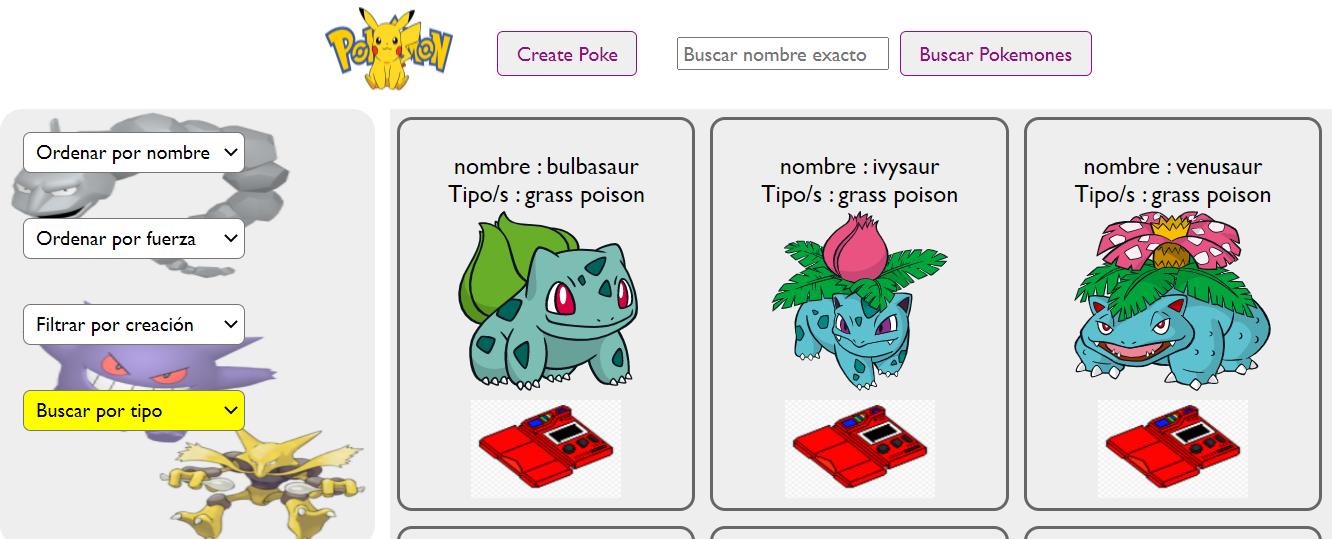 POKéMON
Create Poke
Buscar nombre exacto
Buscar Pokemones
Ordenar por nombre
Ordenar por fuerza
Filtrar por creación
Buscar por tipo
nombre : bulbasaur
Tipo/s : grass poison
nombre : ivysaur
Tipo/s : grass poison
nombre : venusaur
Tipo/s : grass poison